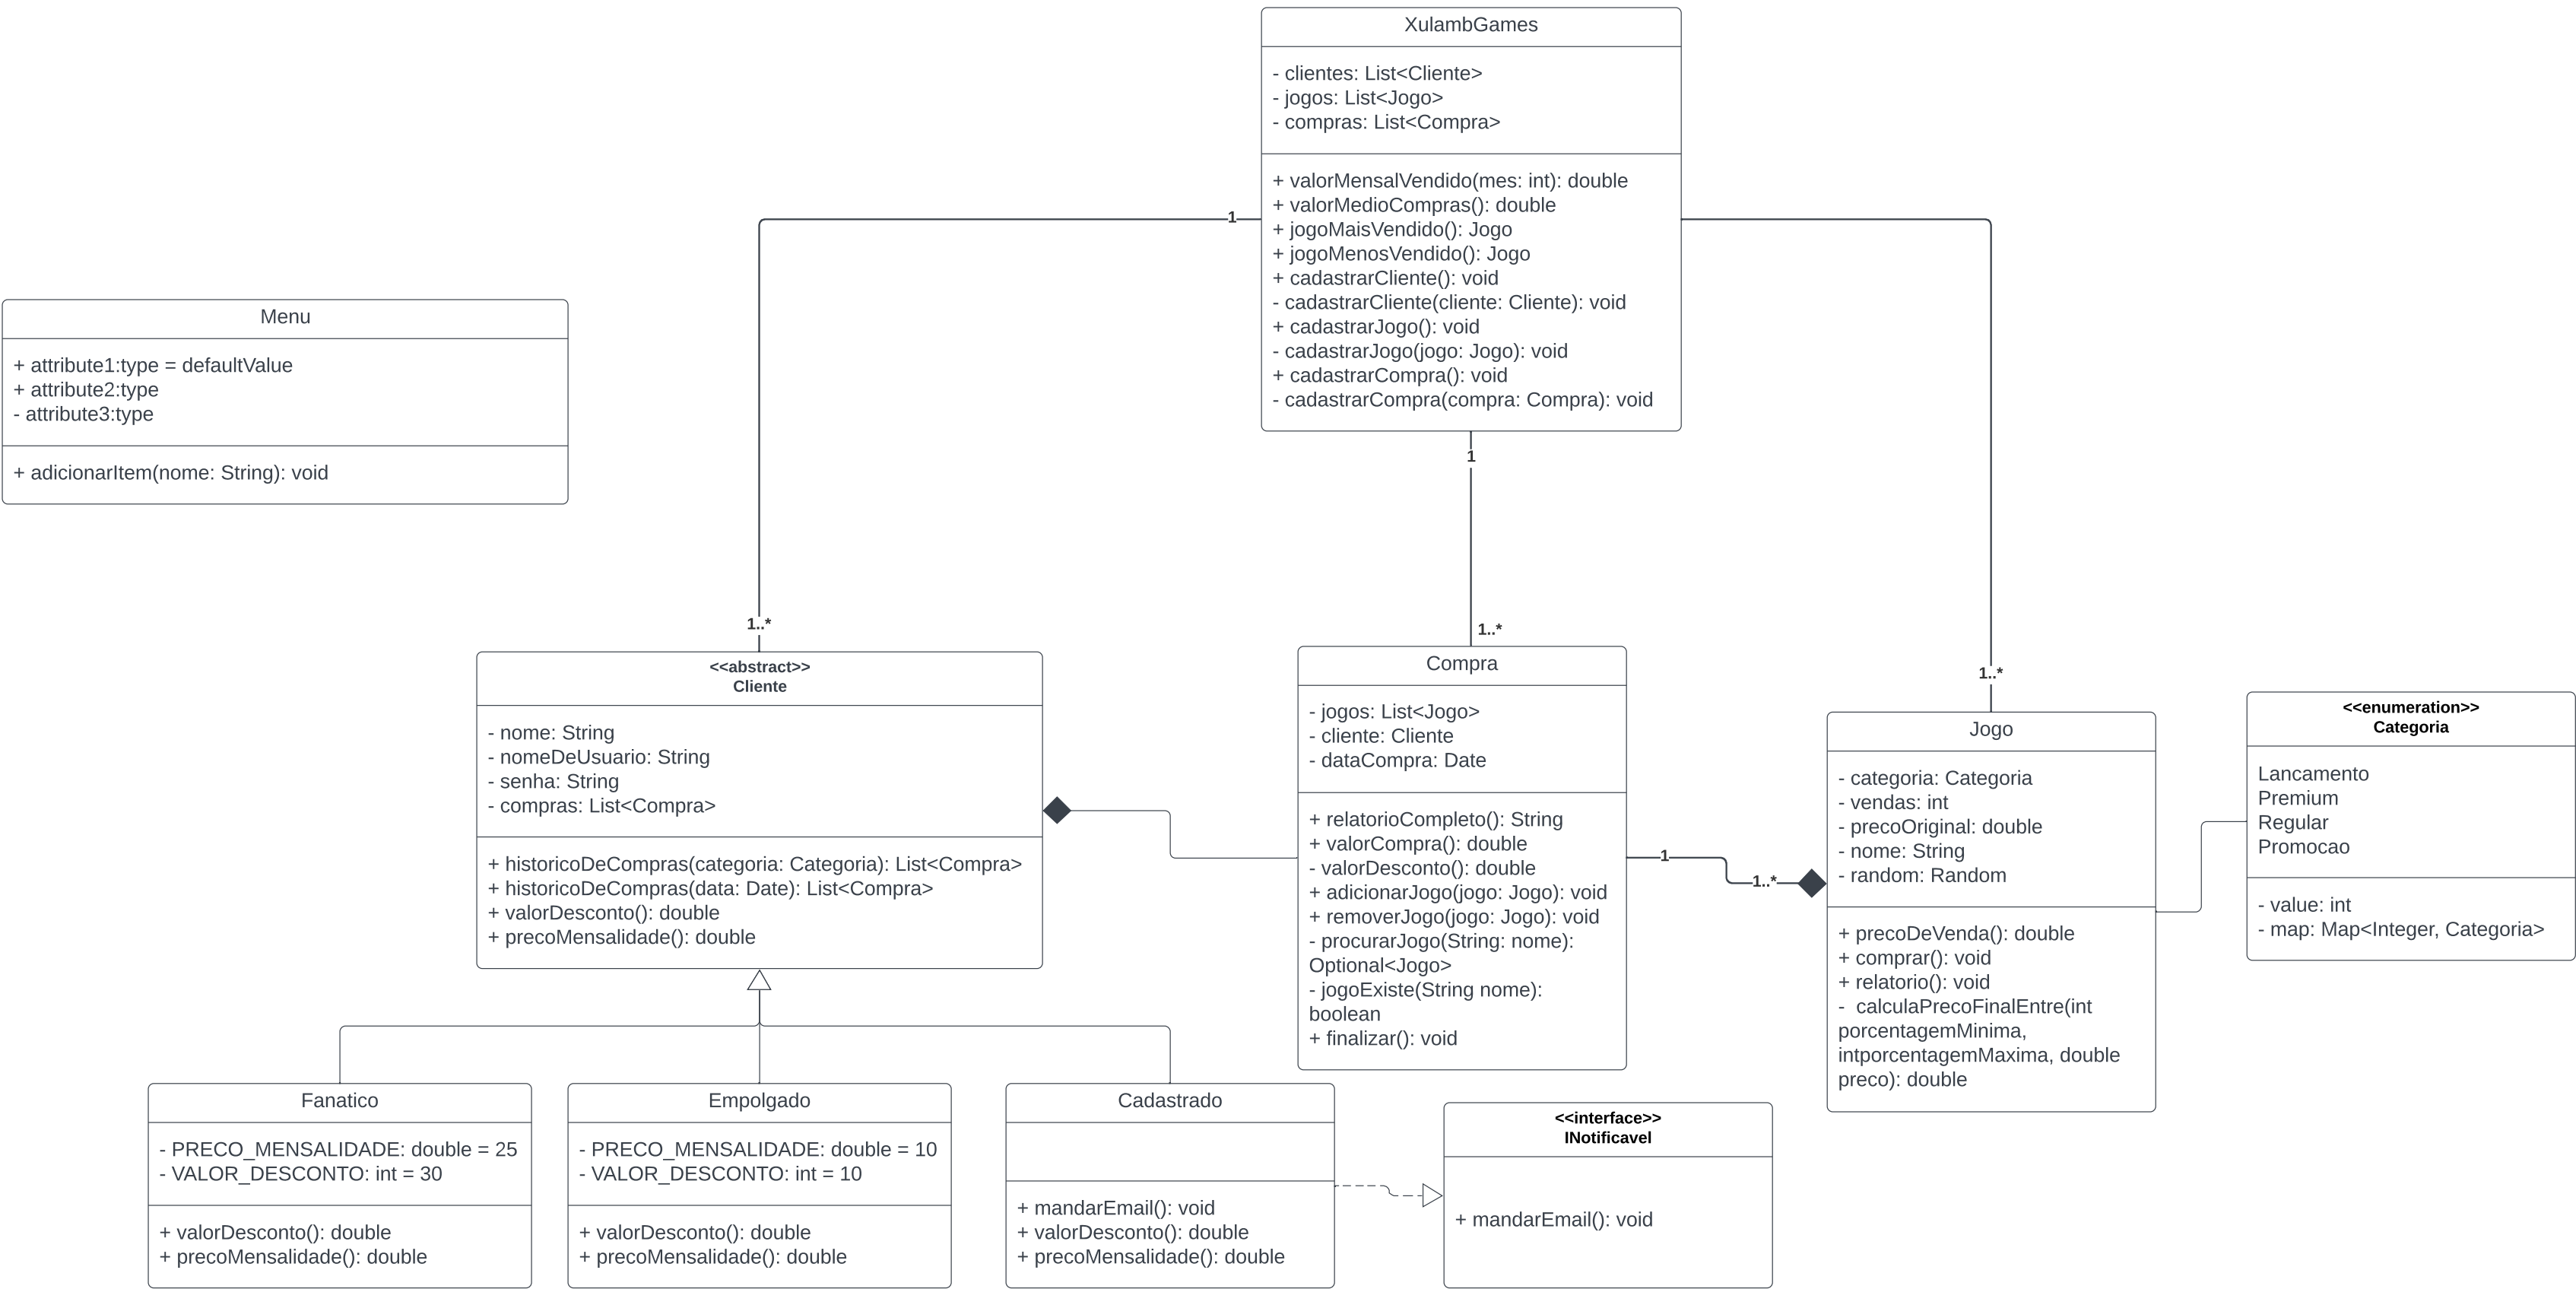 XulambGames
- clientes: List<Cliente>
- jogos: List<Jogo>
- compras: List<Compra>
+ valorMensalVendido(mes: int): double
+ valorMedioCompras(): double
+ jogoMaisVendido(): Jogo
+ jogoMenosVendido(): Jogo
+ cadastrarCliente(): void
- cadastrarCliente(cliente: Cliente): void
+ cadastrarJogo(): void
- cadastrarJogo(jogo: Jogo): void
+ cadastrarCompra(): void
- cadastrarCompra(compra: Compra): void
1
1
Menu
+ attribute1:type = defaultValue
+ attribute2:type
- attribute3:type
+ adicionarItem(nome: String): void
1..*
1..*
1..*
<<abstract>>
Cliente
- nome: String
- nomeDeUsuario: String
- senha: String
- compras: List<Compra>
+ historicoDeCompras(categoria: Categoria): List<Compra>
+ historicoDeCompras(data: Date): List<Compra>
+ valorDesconto(): double
+ precoMensalidade(): double
Compra
- jogos: List<Jogo>
- cliente: Cliente
- dataCompra: Date
+ relatorioCompleto(): String
+ valorCompra(): double
- valorDesconto(): double
+ adicionarJogo(jogo: Jogo): void
+ removerJogo(jogo: Jogo): void
- procurarJogo(String: nome):
Optional<Jogo>
- jogoExiste(String nome):
boolean
+ finalizar(): void
1
1..*
Jogo
- categoria: Categoria
- vendas: int
- precoOriginal: double
- nome: String
- random: Random
+ precoDeVenda(): double
+ comprar(): void
+ relatorio(): void
-  calculaPrecoFinalEntre(int
porcentagemMinima,
intporcentagemMaxima, double
preco): double
<<enumeration>>
Categoria
Lancamento
Premium
Regular
Promocao
- value: int
- map: Map<Integer, Categoria>
Fanatico
- PRECO_MENSALIDADE: double = 25
- VALOR_DESCONTO: int = 30
+ valorDesconto(): double
+ precoMensalidade(): double
Empolgado
- PRECO_MENSALIDADE: double = 10
- VALOR_DESCONTO: int = 10
+ valorDesconto(): double
+ precoMensalidade(): double
Cadastrado
+ mandarEmail(): void
+ valorDesconto(): double
+ precoMensalidade(): double
<<interface>>
INotificavel
+ mandarEmail(): void